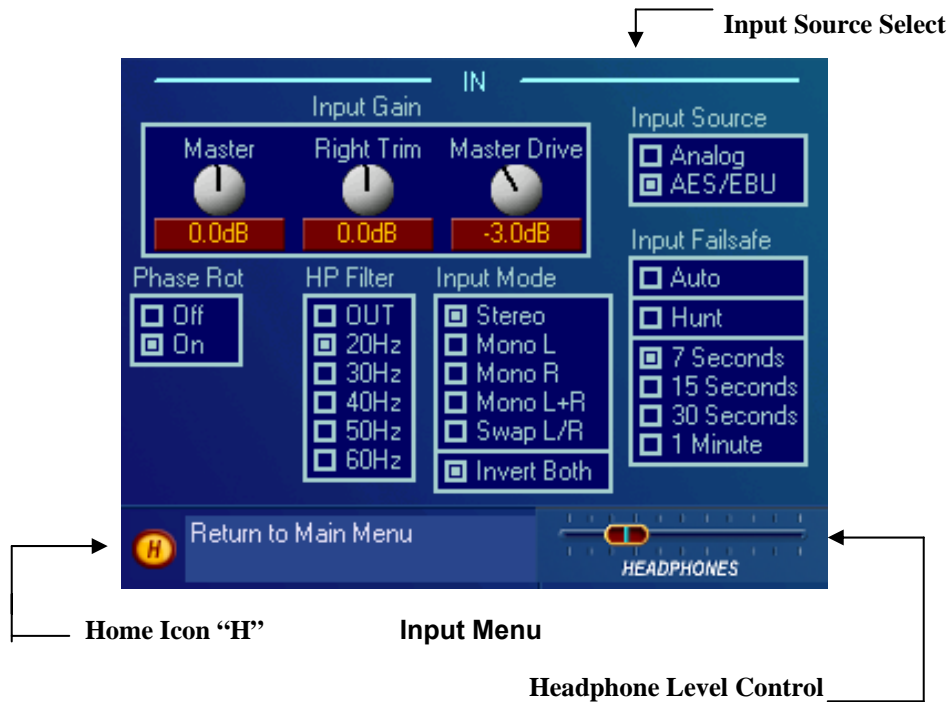 Input Source Select
IN
Input Gain
Master
Right Trim
Master Drive
0.0dB
0.0dB
-3.0dB
Input Source
Analog
AES/EBU
Input Failsafe
Auto
Hunt
7 Seconds
15 Seconds
30 Seconds
1 Minute
Phase Rot
Off
On
HP Filter
OUT
20Hz
30Hz
40Hz
50Hz
60Hz
Input Mode
Stereo
Mono L
Mono R
Mono L+R
Swap L/R
Invert Both
H
Return to Main Menu
HEADPHONES
Home Icon “H”
Input Menu
Headphone Level Control